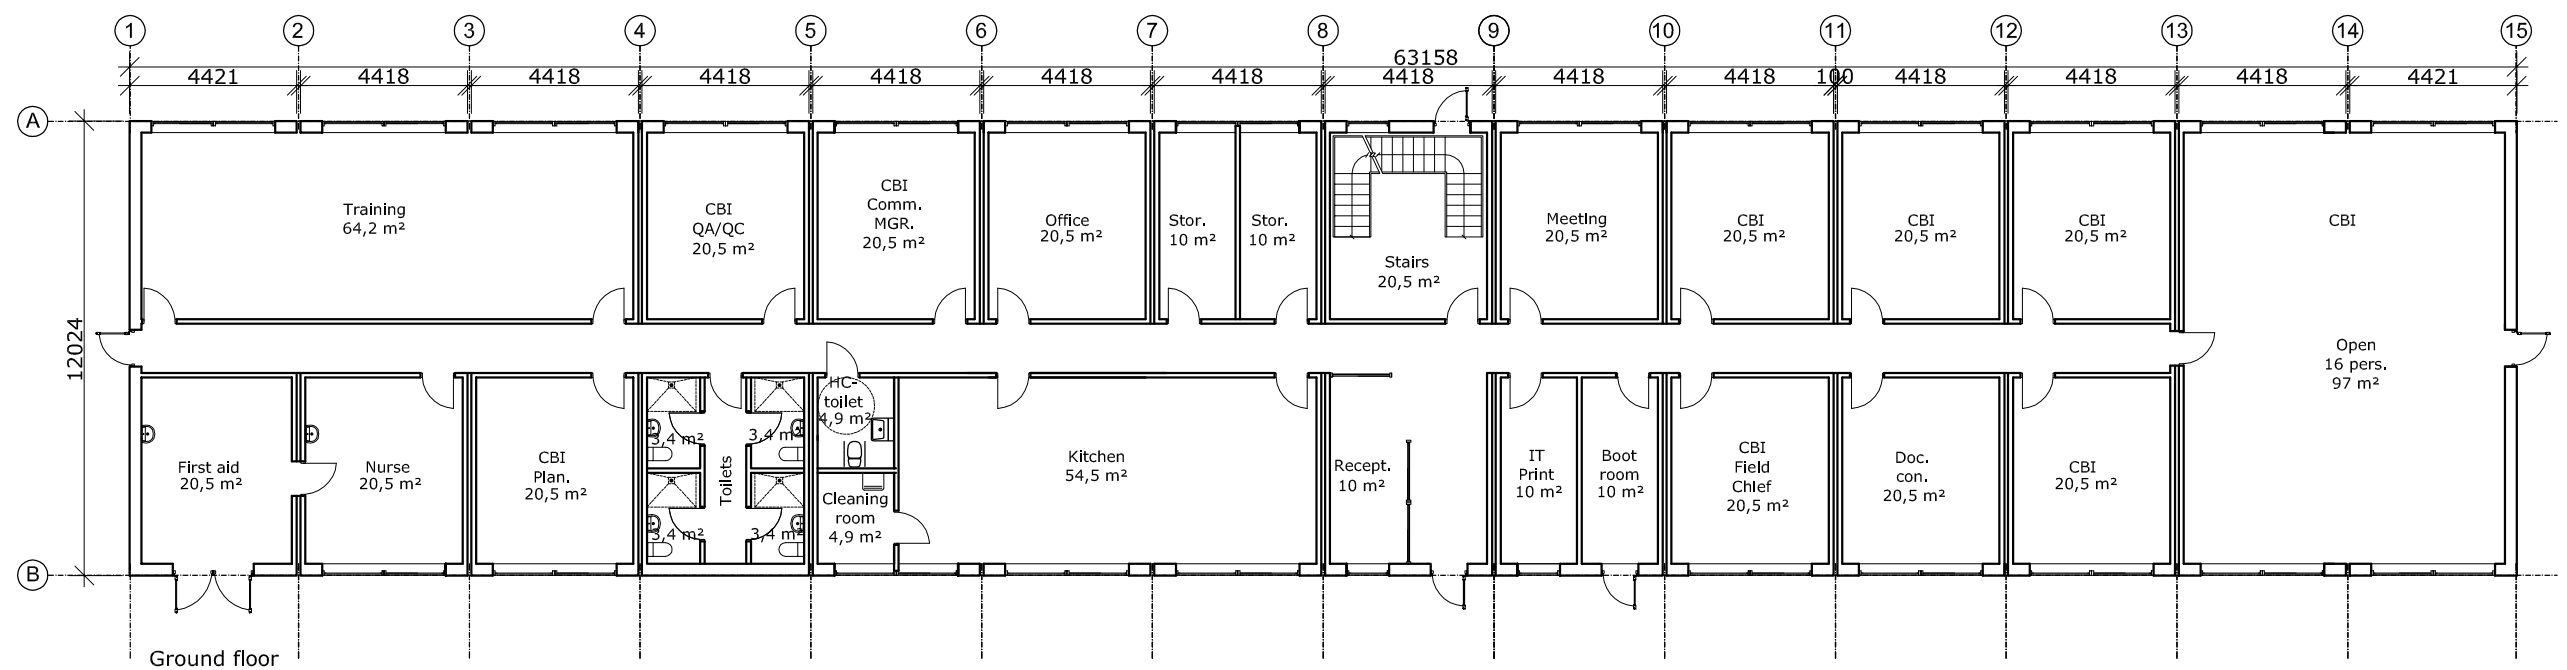 1 2 3 4 5 6 7 8 9 10 11 12 13 14 15
63158
4421 4418 4418 4418 4418 4418 4418 4418 4418 4418 100 4418 4418 4418 4421
A
12024
B
Training
64,2 m²
CBI
QA/QC
20,5 m²
CBI
Comm.
MGR.
20,5 m²
Office
20,5 m²
Stor.
10 m²
Stor.
10 m²
Stairs
20,5 m²
Meeting
20,5 m²
CBI
20,5 m²
CBI
20,5 m²
CBI
20,5 m²
CBI
Open
16 pers.
97 m²
First aid
20,5 m²
Nurse
20,5 m²
CBI
Plan.
20,5 m²
3,4 m²
3,4 m²
3,4 m²
3,4 m²
Toilets
HC-
toilet
4,9 m²
Cleaning
room
4,9 m²
Kitchen
54,5 m²
Recept.
10 m²
IT
Print
10 m²
Boot
room
10 m²
CBI
Field
Chief
20,5 m²
Doc.
con.
20,5 m²
CBI
20,5 m²
Ground floor